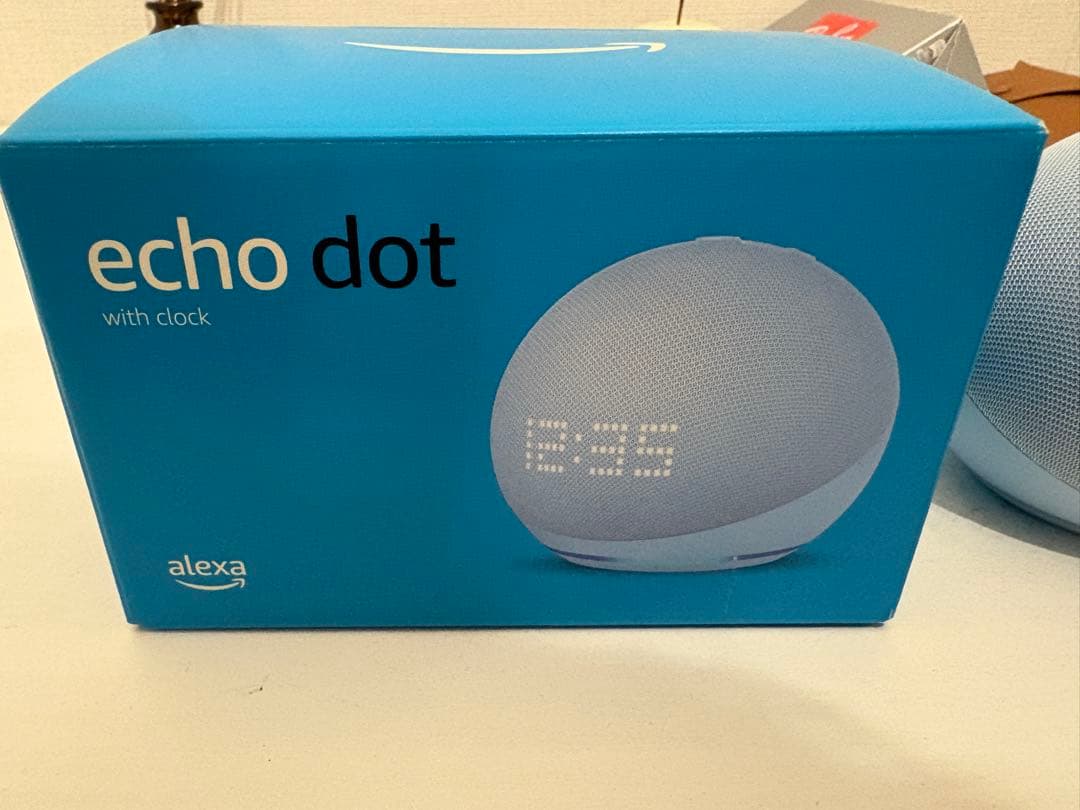 echo dot
with clock
12:35
alexa